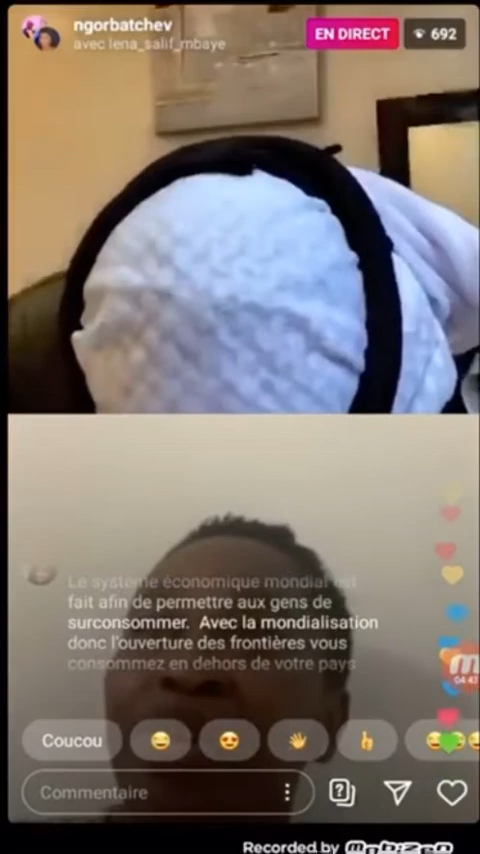 ngorbatchev
avec lena_salif_mbaye
EN DIRECT
692
Le système économique mondial est
fait afin de permettre aux gens de
surconsommer. Avec la mondialisation
donc l'ouverture des frontières vous
consommez en dehors de votre pays
04:43
Coucou
Commentaire
Recorded by Mobizen